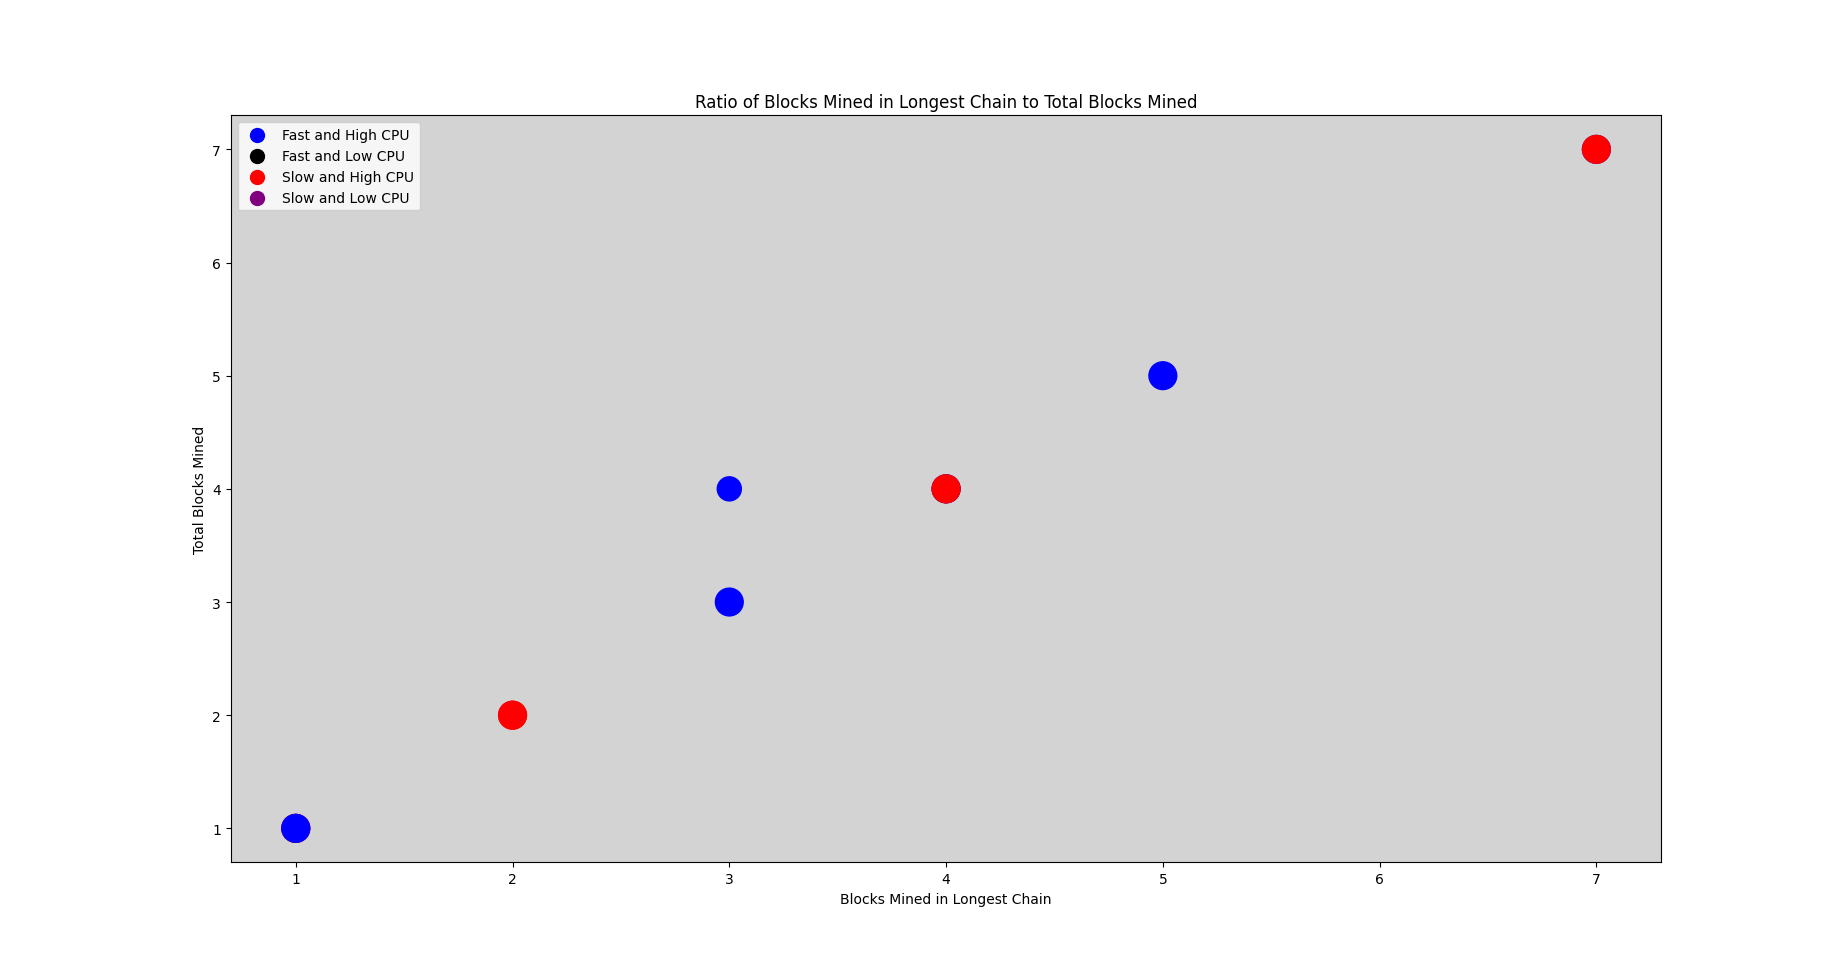 Ratio of Blocks Mined in Longest Chain to Total Blocks Mined
Fast and High CPU
Fast and Low CPU
Slow and High CPU
Slow and Low CPU
7
6
5
4
3
2
1
Total Blocks Mined
1 2 3 4 5 6 7
Blocks Mined in Longest Chain